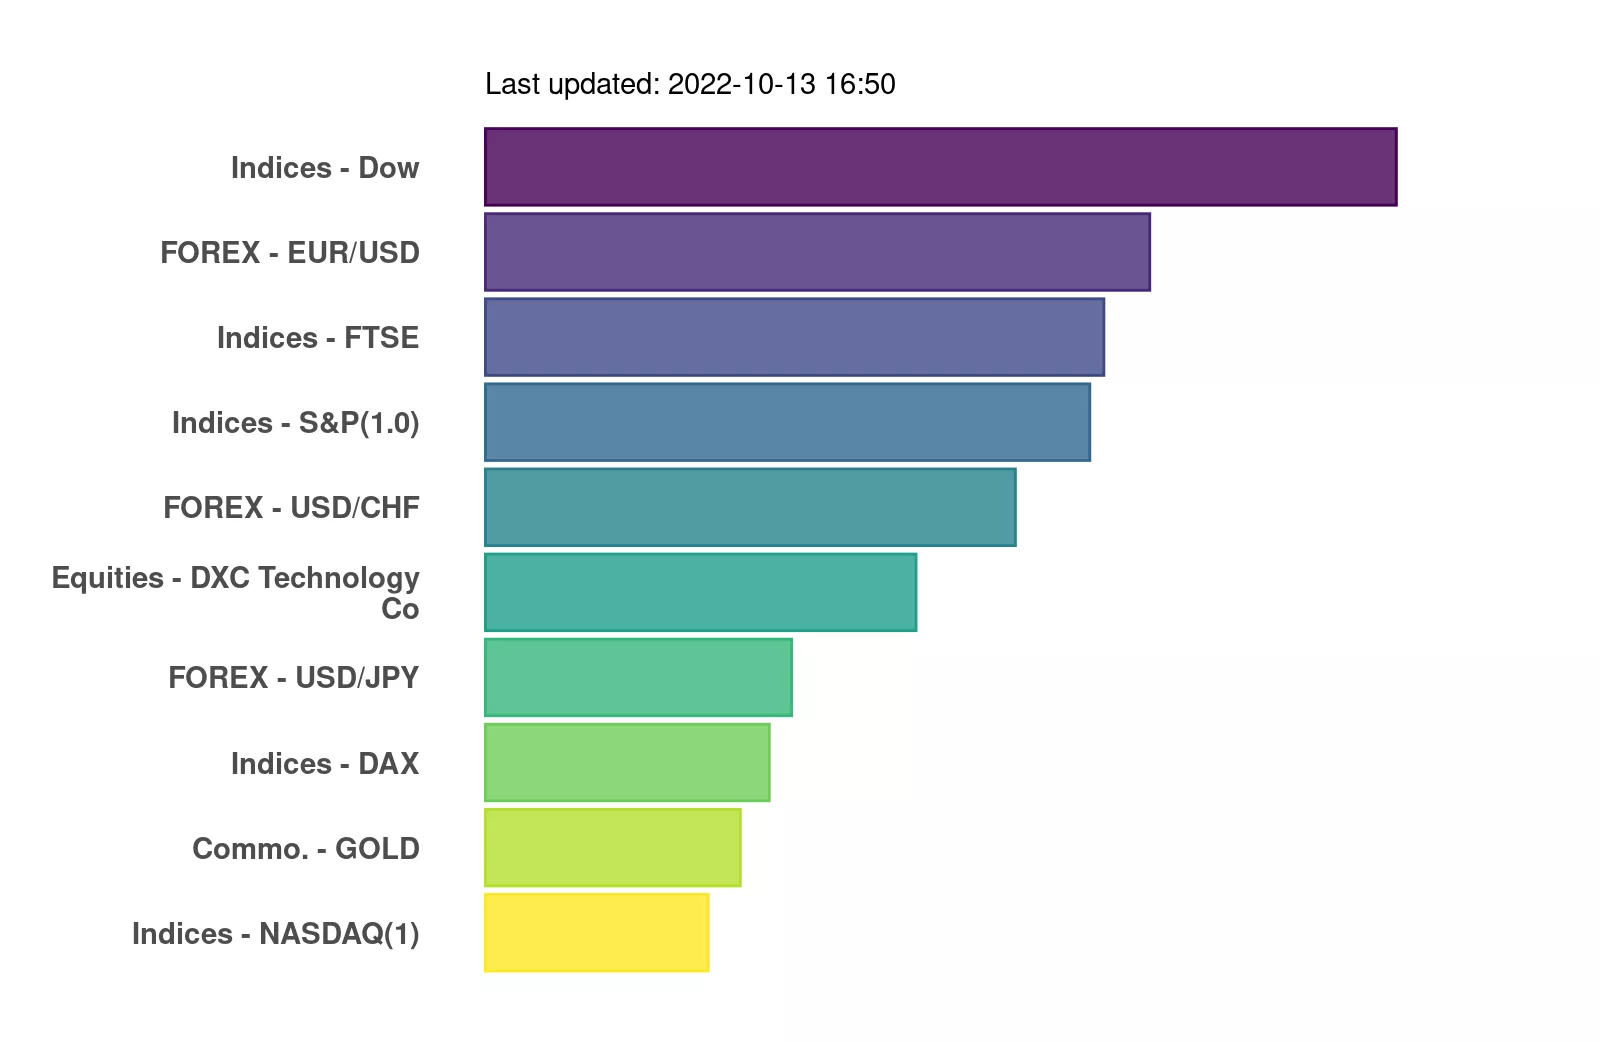 Last updated: 2022-10-13 16:50
Indices - Dow
FOREX - EUR/USD
Indices - FTSE
Indices - S&P(1.0)
FOREX - USD/CHF
Equities - DXC Technology
Co
FOREX - USD/JPY
Indices - DAX
Commo. - GOLD
Indices - NASDAQ(1)